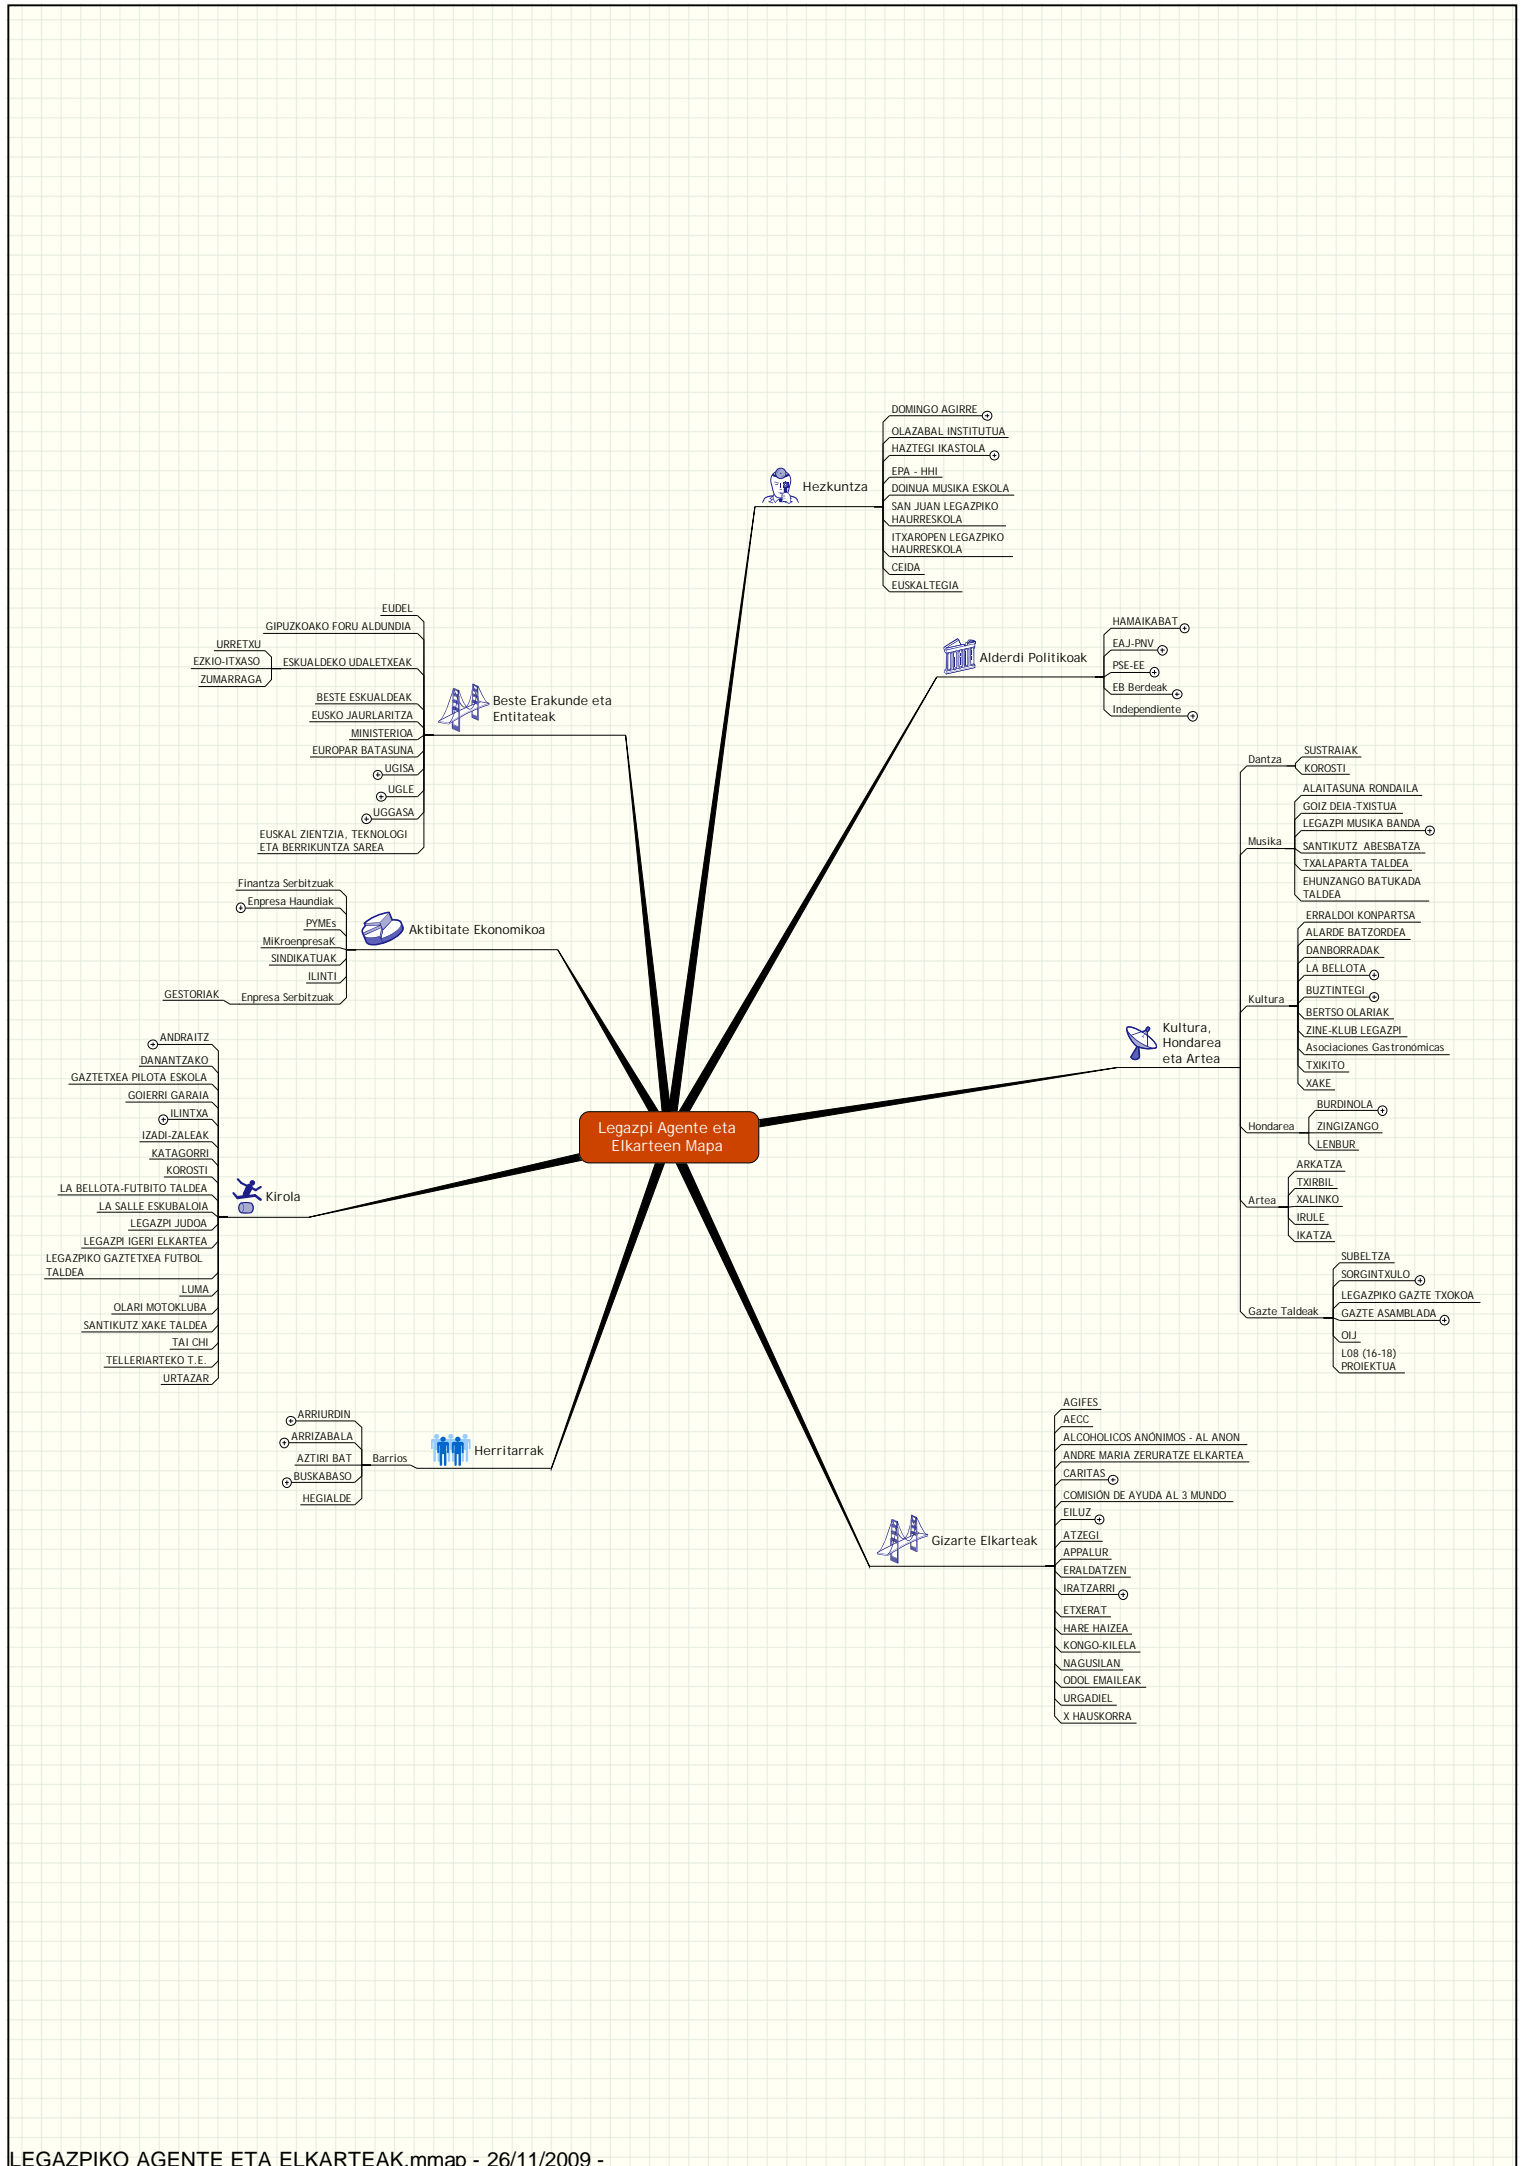 DOMINGO AGIRRE
OLAZABAL INSTITUTUA
HAZTEGI IKASTOLA
EPA - HHI
DOINUA MUSIKA ESKOLA
SAN JUAN LEGAZPIKO
HAURRESKOLA
ITXAROPEN LEGAZPIKO
HAURRESKOLA
CEIDA
EUSKALTEGIA
Hezkuntza
HAMAIKABAT
EAJ-PNV
PSE-EE
EB Berdeak
Independiente
Alderdi Politikoak
Kultura,
Hondarea
eta Artea
Dantza
SUSTRAIAK
KOROSTI
Musika
ALAITASUNA RONDAILA
GOIZ DEIA-TXISTUA
LEGAZPI MUSIKA BANDA
SANTIKUTZ  ABESBATZA
TXALAPARTA TALDEA
EHUNZANGO BATUKADA
TALDEA
Kultura
ERRALDOI KONPARTSA
ALARDE BATZORDEA
DANBORRADAK
LA BELLOTA
BUZTINTEGI
BERTSO OLARIAK
ZINE-KLUB LEGAZPI
Asociaciones Gastronómicas
TXIKITO
XAKE
Hondarea
BURDINOLA
ZINGIZANGO
LENBUR
Artea
ARKATZA
TXIRBIL
XALINKO
IRULE
IKATZA
Gazte Taldeak
SUBELTZA
SORGINTXULO
LEGAZPIKO GAZTE TXOKOA
GAZTE ASAMBLADA
OIJ
L08 (16-18)
PROIEKTUA
Gizarte Elkarteak
AGIFES
AECC
ALCOHOLICOS ANÓNIMOS - AL ANON
ANDRE MARIA ZERURATZE ELKARTEA
CARITAS
COMISIÓN DE AYUDA AL 3 MUNDO
EILUZ
ATZEGI
APPALUR
ERALDATZEN
IRATZARRI
ETXERAT
HARE HAIZEA
KONGO-KILELA
NAGUSILAN
ODOL EMAILEAK
URGADIEL
X HAUSKORRA
Legazpi Agente eta
Elkarteen Mapa
Beste Erakunde eta
Entitateak
EUDEL
GIPUZKOAKO FORU ALDUNDIA
ESKUALDEKO UDALETXEAK
URRETXU
EZKIO-ITXASO
ZUMARRAGA
BESTE ESKUALDEAK
EUSKO JAURLARITZA
MINISTERIOA
EUROPAR BATASUNA
UGISA
UGLE
UGGASA
EUSKAL ZIENTZIA, TEKNOLOGI
ETA BERRIKUNTZA SAREA
Aktibitate Ekonomikoa
Finantza Serbitzuak
Enpresa Haundiak
PYMEs
MiKroenpresaK
SINDIKATUAK
ILINTI
Enpresa Serbitzuak
GESTORIAK
Kirola
ANDRAITZ
DANANTZAKO
GAZTETXEA PILOTA ESKOLA
GOIERRI GARAIA
ILINTXA
IZADI-ZALEAK
KATAGORRI
KOROSTI
LA BELLOTA-FUTBITO TALDEA
LA SALLE ESKUBALOIA
LEGAZPI JUDOA
LEGAZPI IGERI ELKARTEA
LEGAZPIKO GAZTETXEA FUTBOL
TALDEA
LUMA
OLARI MOTOKLUBA
SANTIKUTZ XAKE TALDEA
TAI CHI
TELLERIARTEKO T.E.
URTAZAR
Herritarrak
Barrios
ARRIURDIN
ARRIZABALA
AZTIRI BAT
BUSKABASO
HEGIALDE
LEGAZPIKO AGENTE ETA ELKARTEAK.mmap - 26/11/2009 -